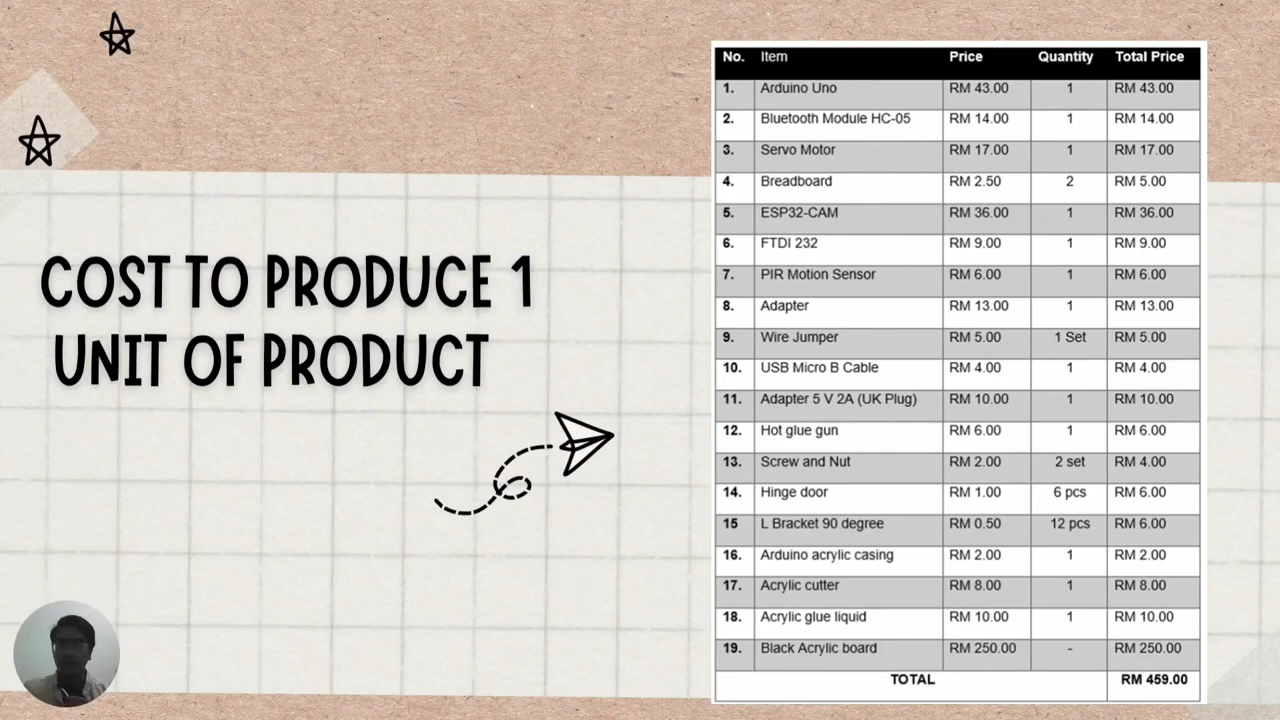 COST TO PRODUCE 1
UNIT OF PRODUCT
No. Item Price Quantity Total Price
1. Arduino Uno RM 43.00 1 RM 43.00
2. Bluetooth Module HC-05 RM 14.00 1 RM 14.00
3. Servo Motor RM 17.00 1 RM 17.00
4. Breadboard RM 2.50 2 RM 5.00
5. ESP32-CAM RM 36.00 1 RM 36.00
6. FTDI 232 RM 9.00 1 RM 9.00
7. PIR Motion Sensor RM 6.00 1 RM 6.00
8. Adapter RM 13.00 1 RM 13.00
9. Wire Jumper RM 5.00 1 Set RM 5.00
10. USB Micro B Cable RM 4.00 1 RM 4.00
11. Adapter 5 V 2A (UK Plug) RM 10.00 1 RM 10.00
12. Hot glue gun RM 6.00 1 RM 6.00
13. Screw and Nut RM 2.00 2 set RM 4.00
14. Hinge door RM 1.00 6 pcs RM 6.00
15 L Bracket 90 degree RM 0.50 12 pcs RM 6.00
16. Arduino acrylic casing RM 2.00 1 RM 2.00
17. Acrylic cutter RM 8.00 1 RM 8.00
18. Acrylic glue liquid RM 10.00 1 RM 10.00
19. Black Acrylic board RM 250.00 - RM 250.00
TOTAL RM 459.00